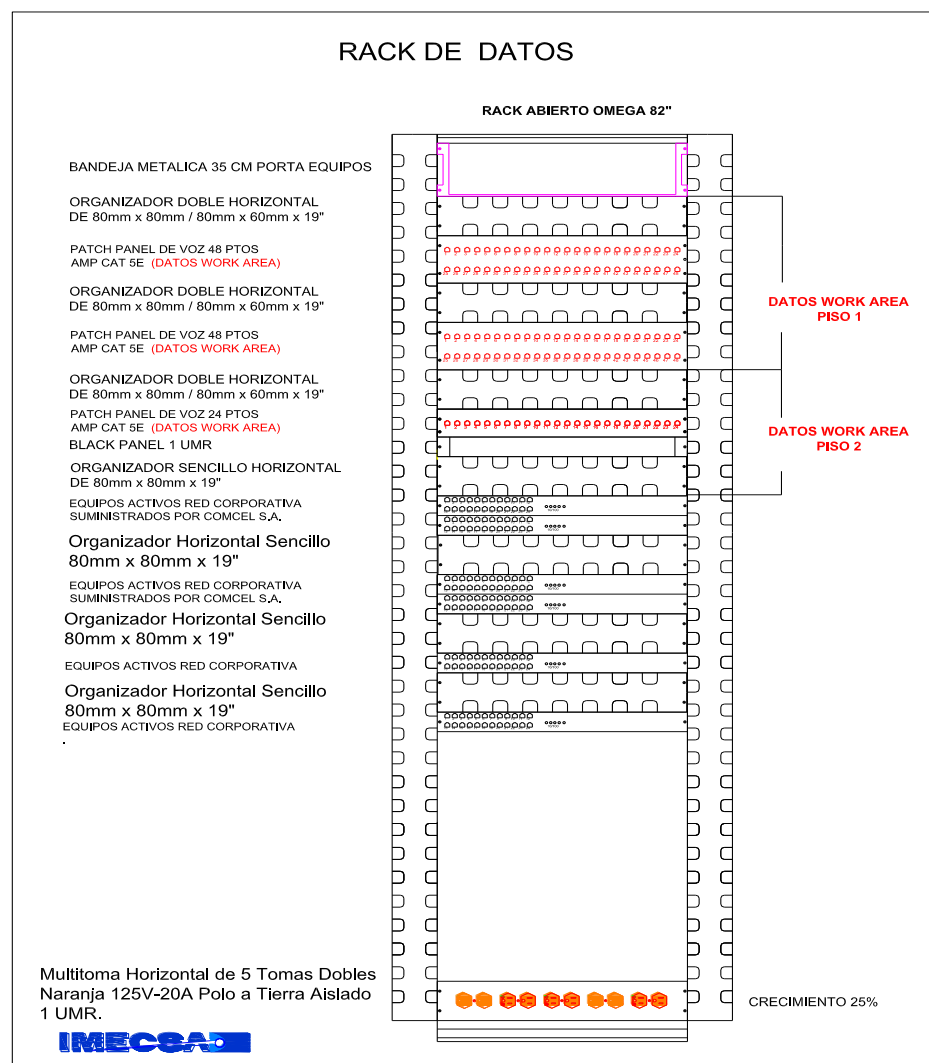 RACK DE DATOS
RACK ABIERTO OMEGA 82"
BANDEJA METALICA 35 CM PORTA EQUIPOS
ORGANIZADOR DOBLE HORIZONTAL
DE 80mm x 80mm / 80mm x 60mm x 19"
PATCH PANEL DE VOZ 48 PTOS
AMP CAT 5E (DATOS WORK AREA)
ORGANIZADOR DOBLE HORIZONTAL
DE 80mm x 80mm / 80mm x 60mm x 19"
DATOS WORK AREA
PISO 1
PATCH PANEL DE VOZ 48 PTOS
AMP CAT 5E (DATOS WORK AREA)
ORGANIZADOR DOBLE HORIZONTAL
DE 80mm x 80mm / 80mm x 60mm x 19"
PATCH PANEL DE VOZ 24 PTOS
AMP CAT 5E (DATOS WORK AREA)
DATOS WORK AREA
PISO 2
BLACK PANEL 1 UMR
ORGANIZADOR SENCILLO HORIZONTAL
DE 80mm x 80mm x 19"
EQUIPOS ACTIVOS RED CORPORATIVA
SUMINISTRADOS POR COMCEL S.A.
Organizador Horizontal Sencillo
80mm x 80mm x 19"
EQUIPOS ACTIVOS RED CORPORATIVA
SUMINISTRADOS POR COMCEL S.A.
Organizador Horizontal Sencillo
80mm x 80mm x 19"
EQUIPOS ACTIVOS RED CORPORATIVA
Organizador Horizontal Sencillo
80mm x 80mm x 19"
EQUIPOS ACTIVOS RED CORPORATIVA
.
Multitoma Horizontal de 5 Tomas Dobles
Naranja 125V-20A Polo a Tierra Aislado
1 UMR.
CRECIMIENTO 25%
IMECSA